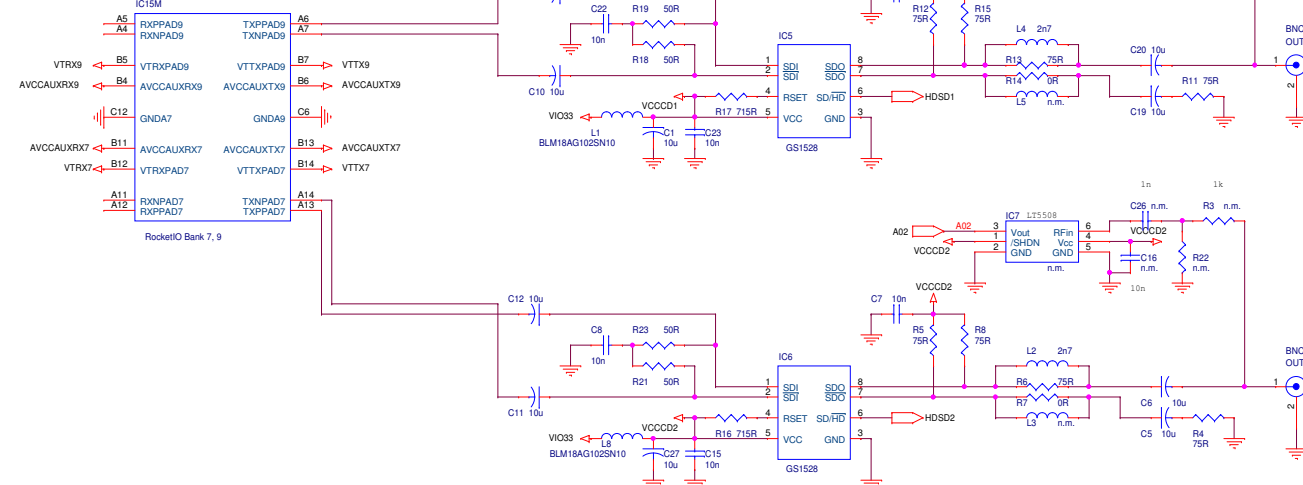 IC15M
A5 RXPPAD9 TXPPAD9 A6
A4 RXNPAD9 TXNPAD9 A7
VTRX9 B5 VTRXPAD9 VTTXPAD9 B7 VTTX9
AVCCAUXRX9 B4 AVCCAUXRX9 AVCCAUXTX9 B6 AVCCAUXTX9
C12 GNDA7 GNDA9 C6
AVCCAUXRX7 B11 AVCCAUXRX7 AVCCAUXTX7 B13 AVCCAUXTX7
VTRX7 B12 VTRXPAD7 VTTXPAD7 B14 VTTX7
A11 RXNPAD7 TXNPAD7 A14
A12 RXPPAD7 TXPPAD7 A13
RocketIO Bank 7, 9
C22 R19 50R
10n
R18 50R
C10 10u
R12 R15
75R 75R
IC5
1 SDI SDO 8
2 SDI SDO 7
4 RSET SD/HD 6 HDSD1
5 VCC GND 3
GS1528
VCCCD1
R17 715R
VIO33
L1
BLM18AG102SN10
C1
10u
C23
10n
L4 2n7
R13 75R
R14 0R
L5 n.m.
C20 10u
C19 10u
R11 75R
BNC
OUT
1
2
1n 1k
C26 n.m. R3 n.m.
IC7 LT5508
A02 A02 3 Vout RFin 6
VCCCD2 1 /SHDN Vcc 4 VCCCD2
2 GND GND 5
n.m.
C16
n.m.
10n
R22
n.m.
C12 10u
C8 R23 50R
10n
R21 50R
C11 10u
VCCCD2
C7 10n
R5 R8
75R 75R
IC6
1 SDI SDO 8
2 SDI SDO 7
4 RSET SD/HD 6 HDSD2
5 VCC GND 3
GS1528
VCCCD2
R16 715R
VIO33
L8
BLM18AG102SN10
C27
10u
C15
10n
L2 2n7
R6 75R
R7 0R
L3 n.m.
C6 10u
C5 10u
R4
75R
BNC
OUT
1
2